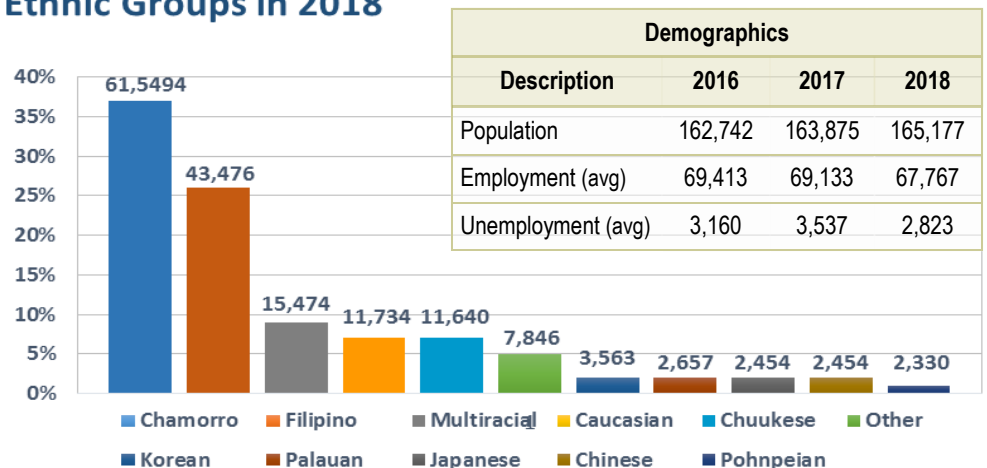 Ethnic Groups in 2018
Demographics
Description 2016 2017 2018
Population 162,742 163,875 165,177
Employment (avg) 69,413 69,133 67,767
Unemployment (avg) 3,160 3,537 2,823
40%
35%
30%
25%
20%
15%
10%
5%
0%
61,5494
43,476
15,474
11,734
11,640
7,846
3,563
2,657
2,454
2,454
2,330
Chamorro Filipino Multiracial Caucasian Chuukese Other
1
Korean Palauan Japanese Chinese Pohnpeian